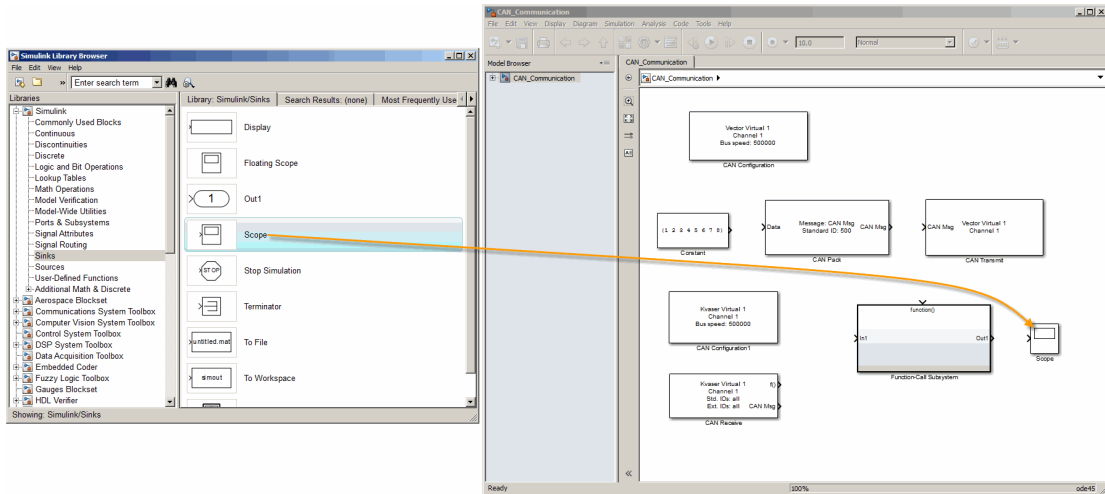 Simulink Library Browser
File Edit View Help
» Enter search term
Libraries
Library: Simulink/Sinks Search Results: (none) Most Frequently Use
Simulink
Commonly Used Blocks
Continuous
Discontinuities
Discrete
Logic and Bit Operations
Lookup Tables
Math Operations
Model Verification
Model-Wide Utilities
Ports & Subsystems
Signal Attributes
Signal Routing
Sinks
Sources
User-Defined Functions
Additional Math & Discrete
Aerospace Blockset
Communications System Toolbox
Computer Vision System Toolbox
Control System Toolbox
DSP System Toolbox
Data Acquisition Toolbox
Embedded Coder
Fuzzy Logic Toolbox
Gauges Blockset
HDL Verifier
Display
Floating Scope
1 Out1
Scope
STOP Stop Simulation
Terminator
untitled.mat To File
simout To Workspace
Showing: Simulink/Sinks
CAN_Communication
File Edit View Display Diagram Simulation Analysis Code Tools Help
10.0 Normal
Model Browser
CAN_Communication
CAN_Communication
CAN_Communication
Vector Virtual 1
Channel 1
Bus speed: 500000
CAN Configuration
(1 2 3 4 5 6 7 8)
Constant
Data
Message: CAN Msg
Standard ID: 500
CAN Msg
CAN Pack
CAN Msg
Vector Virtual 1
Channel 1
CAN Transmit
Kvaser Virtual 1
Channel 1
Bus speed: 500000
CAN Configuration1
function()
In1 Out1
Function-Call Subsystem
Scope
Kvaser Virtual 1
Channel 1
Std. IDs: all
Ext. IDs: all
f()
CAN Msg
CAN Receive
Ready 100% ode45